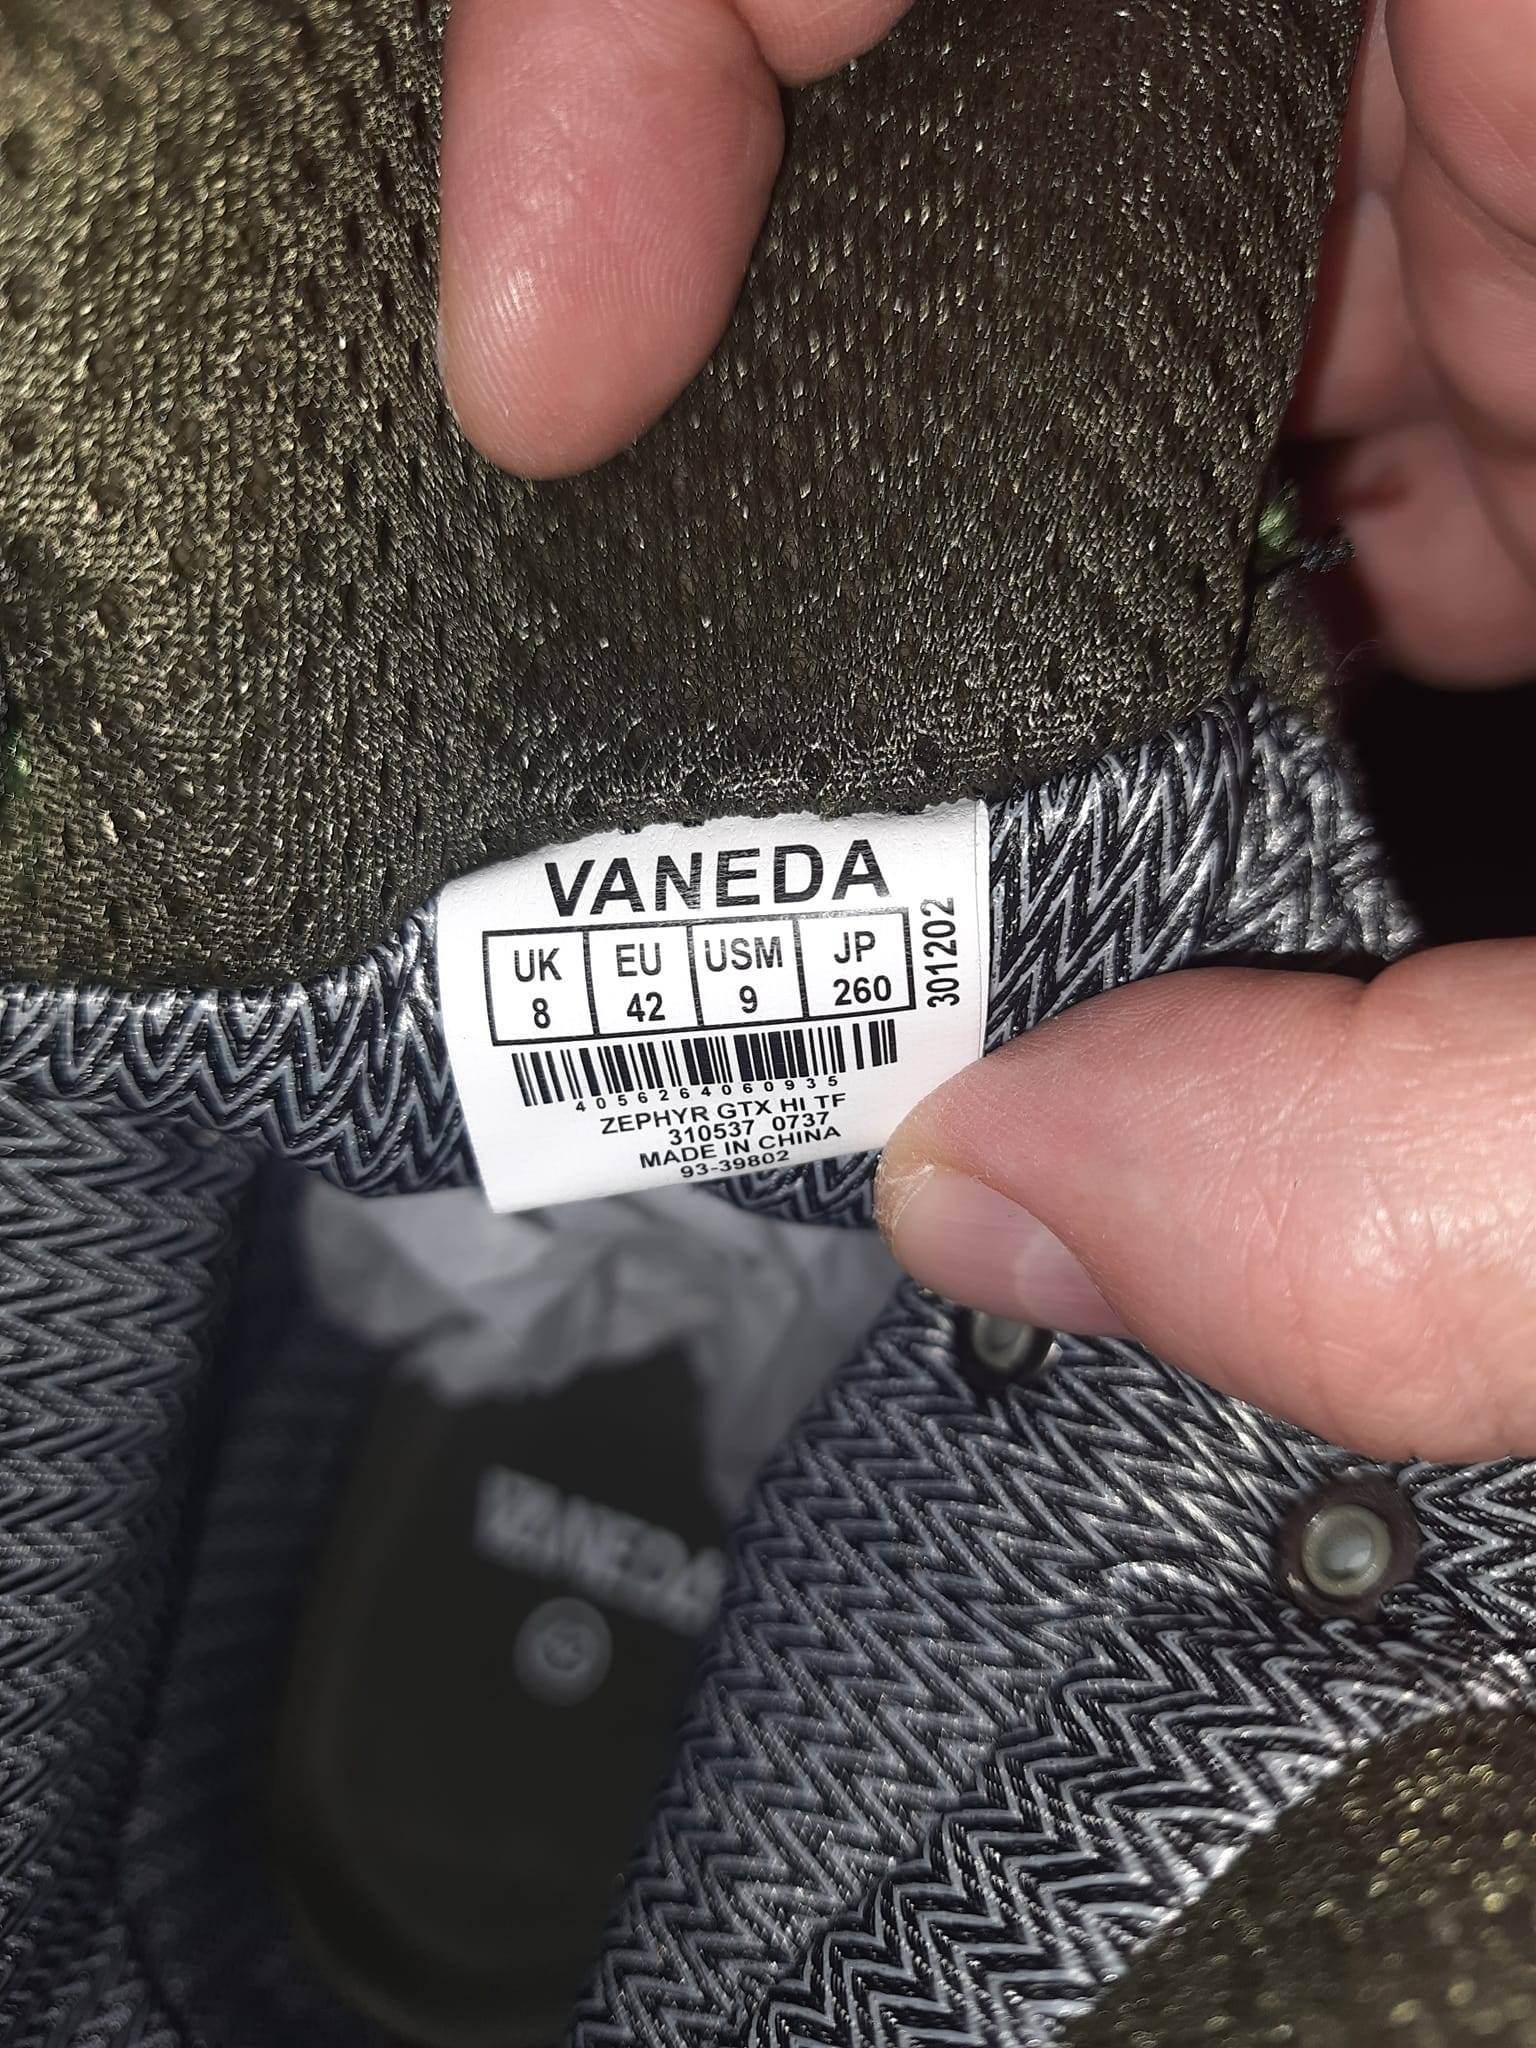 VANEDA
UK EU USM JP
8 42 9 260
301202
4056264060935
ZEPHYR GTX HI TF
310537 0737
MADE IN CHINA
93-39802
VANEDA